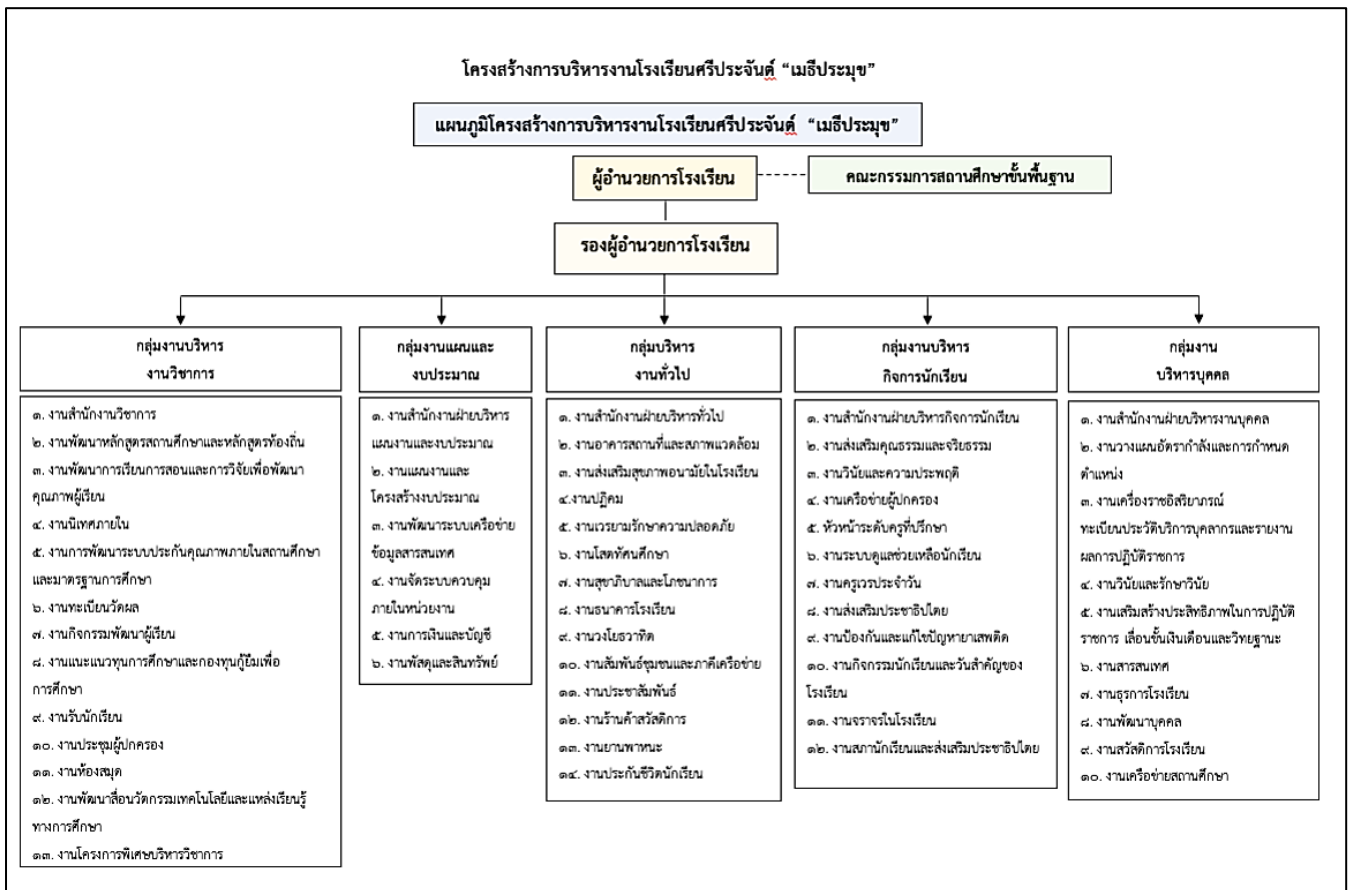 โครงสร้างการบริหารงานโรงเรียนศรีประจันต์ “เมธีประมุข”
แผนภูมิโครงสร้างการบริหารงานโรงเรียนศรีประจันต์ “เมธีประมุข”
ผู้อำนวยการโรงเรียน
คณะกรรมการสถานศึกษาขั้นพื้นฐาน
รองผู้อำนวยการโรงเรียน
กลุ่มงานบริหาร
งานวิชาการ
๑. งานสำนักงานวิชาการ
๒. งานพัฒนาหลักสูตรสถานศึกษาและหลักสูตรท้องถิ่น
๓. งานพัฒนาการเรียนการสอนและการวิจัยเพื่อพัฒนา
คุณภาพผู้เรียน
๔. งานนิเทศภายใน
๕. งานการพัฒนาระบบประกันคุณภาพภายในสถานศึกษา
และมาตรฐานการศึกษา
๖. งานทะเบียนวัดผล
๗. งานกิจกรรมพัฒนาผู้เรียน
๘. งานแนะแนวทุนการศึกษาและกองทุนกู้ยืมเพื่อ
การศึกษา
๙. งานรับนักเรียน
๑๐. งานประชุมผู้ปกครอง
๑๑. งานห้องสมุด
๑๒. งานพัฒนาสื่อนวัตกรรมเทคโนโลยีและแหล่งเรียนรู้
ทางการศึกษา
๑๓. งานโครงการพิเศษบริหารวิชาการ
กลุ่มงานแผนและ
งบประมาณ
๑. งานสำนักงานฝ่ายบริหาร
แผนงานและงบประมาณ
๒. งานแผนงานและ
โครงสร้างงบประมาณ
๓. งานพัฒนาระบบเครือข่าย
ข้อมูลสารสนเทศ
๔. งานจัดระบบควบคุม
ภายในหน่วยงาน
๕. งานการเงินและบัญชี
๖. งานพัสดุและสินทรัพย์
กลุ่มบริหาร
งานทั่วไป
๑. งานสำนักงานฝ่ายบริหารทั่วไป
๒. งานอาคารสถานที่และสภาพแวดล้อม
๓. งานส่งเสริมสุขภาพอนามัยในโรงเรียน
๔.งานปฏิคม
๕. งานเวรยามรักษาความปลอดภัย
๖. งานโสตทัศนศึกษา
๗. งานสุขาภิบาลและโภชนาการ
๘. งานธนาคารโรงเรียน
๙. งานวงโยธวาทิต
๑๐. งานสัมพันธ์ชุมชนและภาคีเครือข่าย
๑๑. งานประชาสัมพันธ์
๑๒. งานร้านค้าสวัสดิการ
๑๓. งานยานพาหนะ
๑๔. งานประกันชีวิตนักเรียน
กลุ่มงานบริหาร
กิจการนักเรียน
๑. งานสำนักงานฝ่ายบริหารกิจการนักเรียน
๒. งานส่งเสริมคุณธรรมและจริยธรรม
๓. งานวินัยและความประพฤติ
๔. งานเครือข่ายผู้ปกครอง
๕. หัวหน้าระดับครูที่ปรึกษา
๖. งานระบบดูแลช่วยเหลือนักเรียน
๗. งานครูเวรประจำวัน
๘. งานส่งเสริมประชาธิปไตย
๙. งานป้องกันและแก้ไขปัญหายาเสพติด
๑๐. งานกิจกรรมนักเรียนและวันสำคัญของ
โรงเรียน
๑๑. งานจราจรในโรงเรียน
๑๒. งานสภานักเรียนและส่งเสริมประชาธิปไตย
กลุ่มงาน
บริหารบุคคล
๑. งานสำนักงานฝ่ายบริหารงานบุคคล
๒. งานวางแผนอัตรากำลังและการกำหนด
ตำแหน่ง
๓. งานเครื่องราชอิสริยาภรณ์
ทะเบียนประวัติบริการบุคลากรและรายงาน
ผลการปฏิบัติราชการ
๔. งานวินัยและรักษาวินัย
๕. งานเสริมสร้างประสิทธิภาพในการปฏิบัติ
ราชการ เลื่อนขั้นเงินเดือนและวิทยฐานะ
๖. งานสารสนเทศ
๗. งานธุรการโรงเรียน
๘. งานพัฒนาบุคคล
๙. งานสวัสดิการโรงเรียน
๑๐. งานเครือข่ายสถานศึกษา